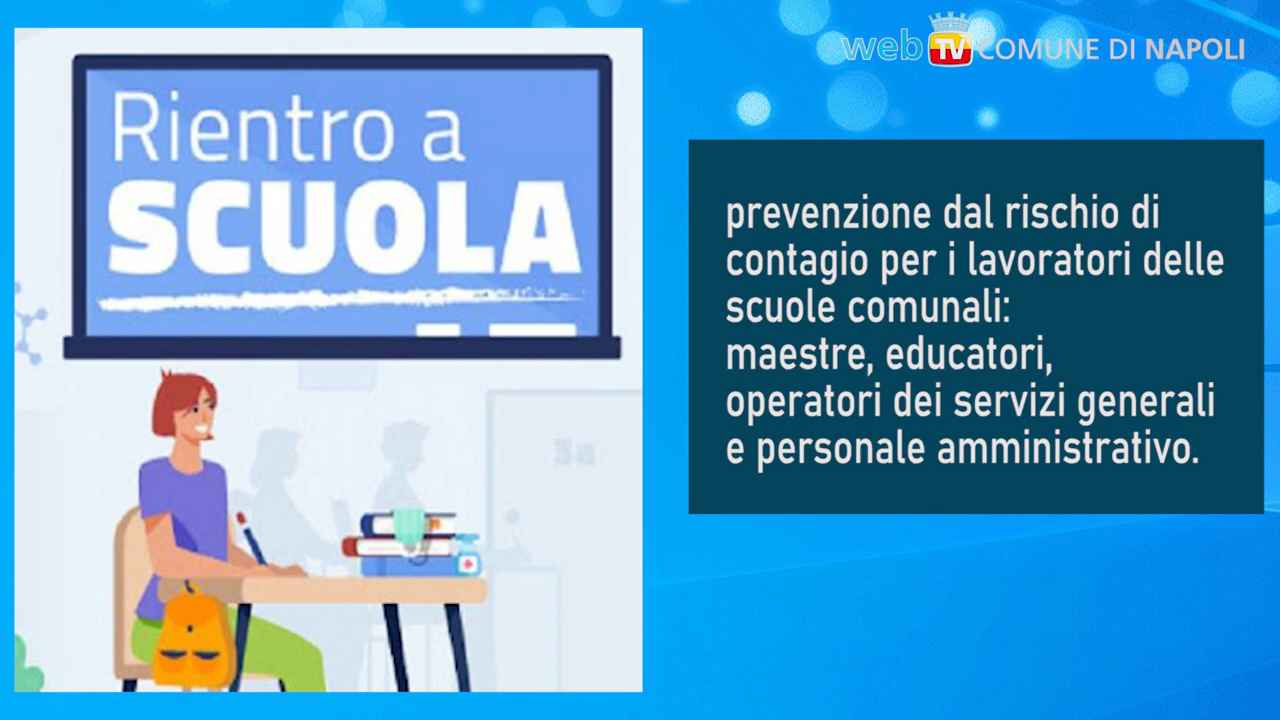 web TV COMUNE DI NAPOLI
Rientro a
SCUOLA
3a
prevenzione dal rischio di
contagio per i lavoratori delle
scuole comunali:
maestre, educatori,
operatori dei servizi generali
e personale amministrativo.